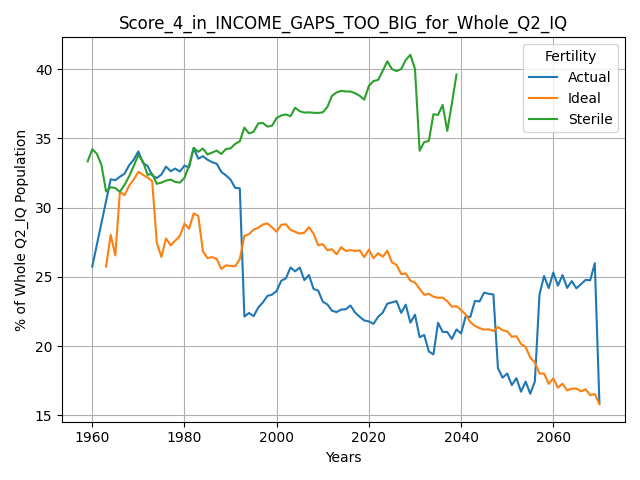 Score_4_in_INCOME_GAPS_TOO_BIG_for_Whole_Q2_IQ
Fertility
Actual
Ideal
Sterile
% of Whole Q2_IQ Population
40
35
30
25
20
15
1960
1980
2000
2020
2040
2060
Years